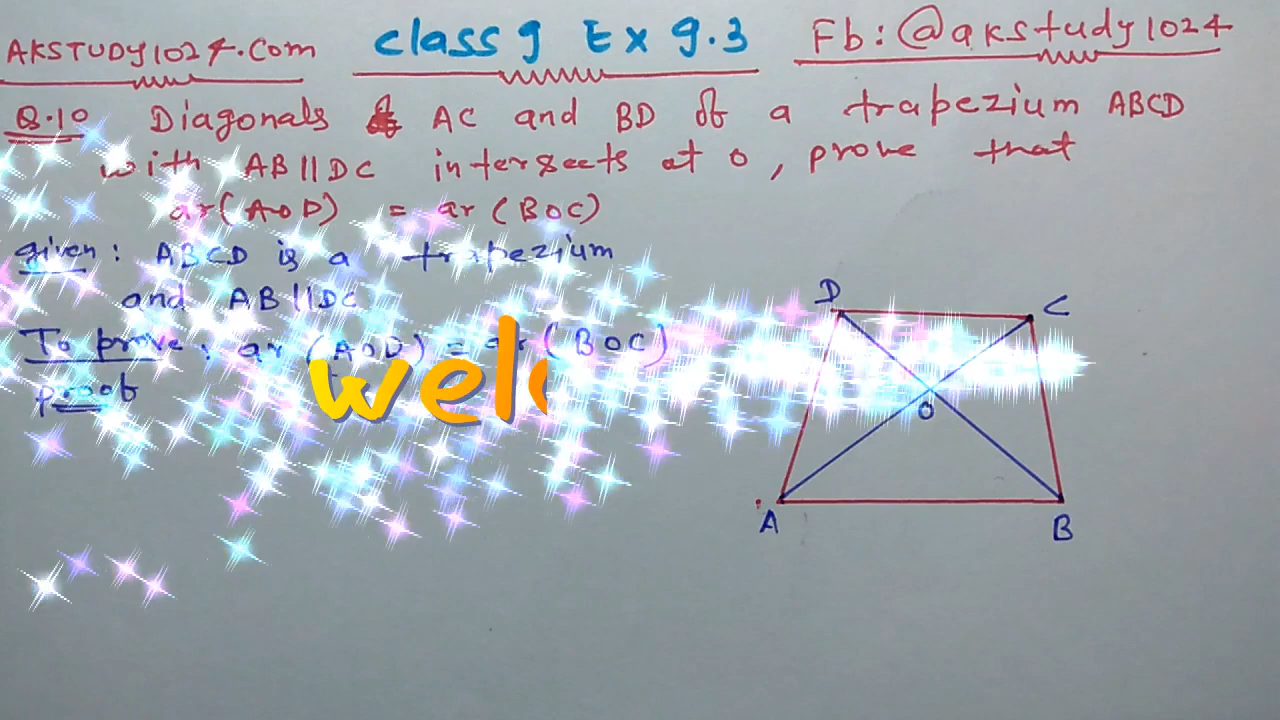 AKSTUDY1024.Com
class 9 Ex 9.3
Fb: @akstudy1024
Q.10 Diagonals AC and BD of a trapezium ABCD
with AB||DC intersects at O, prove that
ar(AOD) = ar(BOC)
given: ABCD is a trapezium
and AB||DC
To prove: ar(AOD) = ar(BOC)
proof
welc
D
C
O
A
B